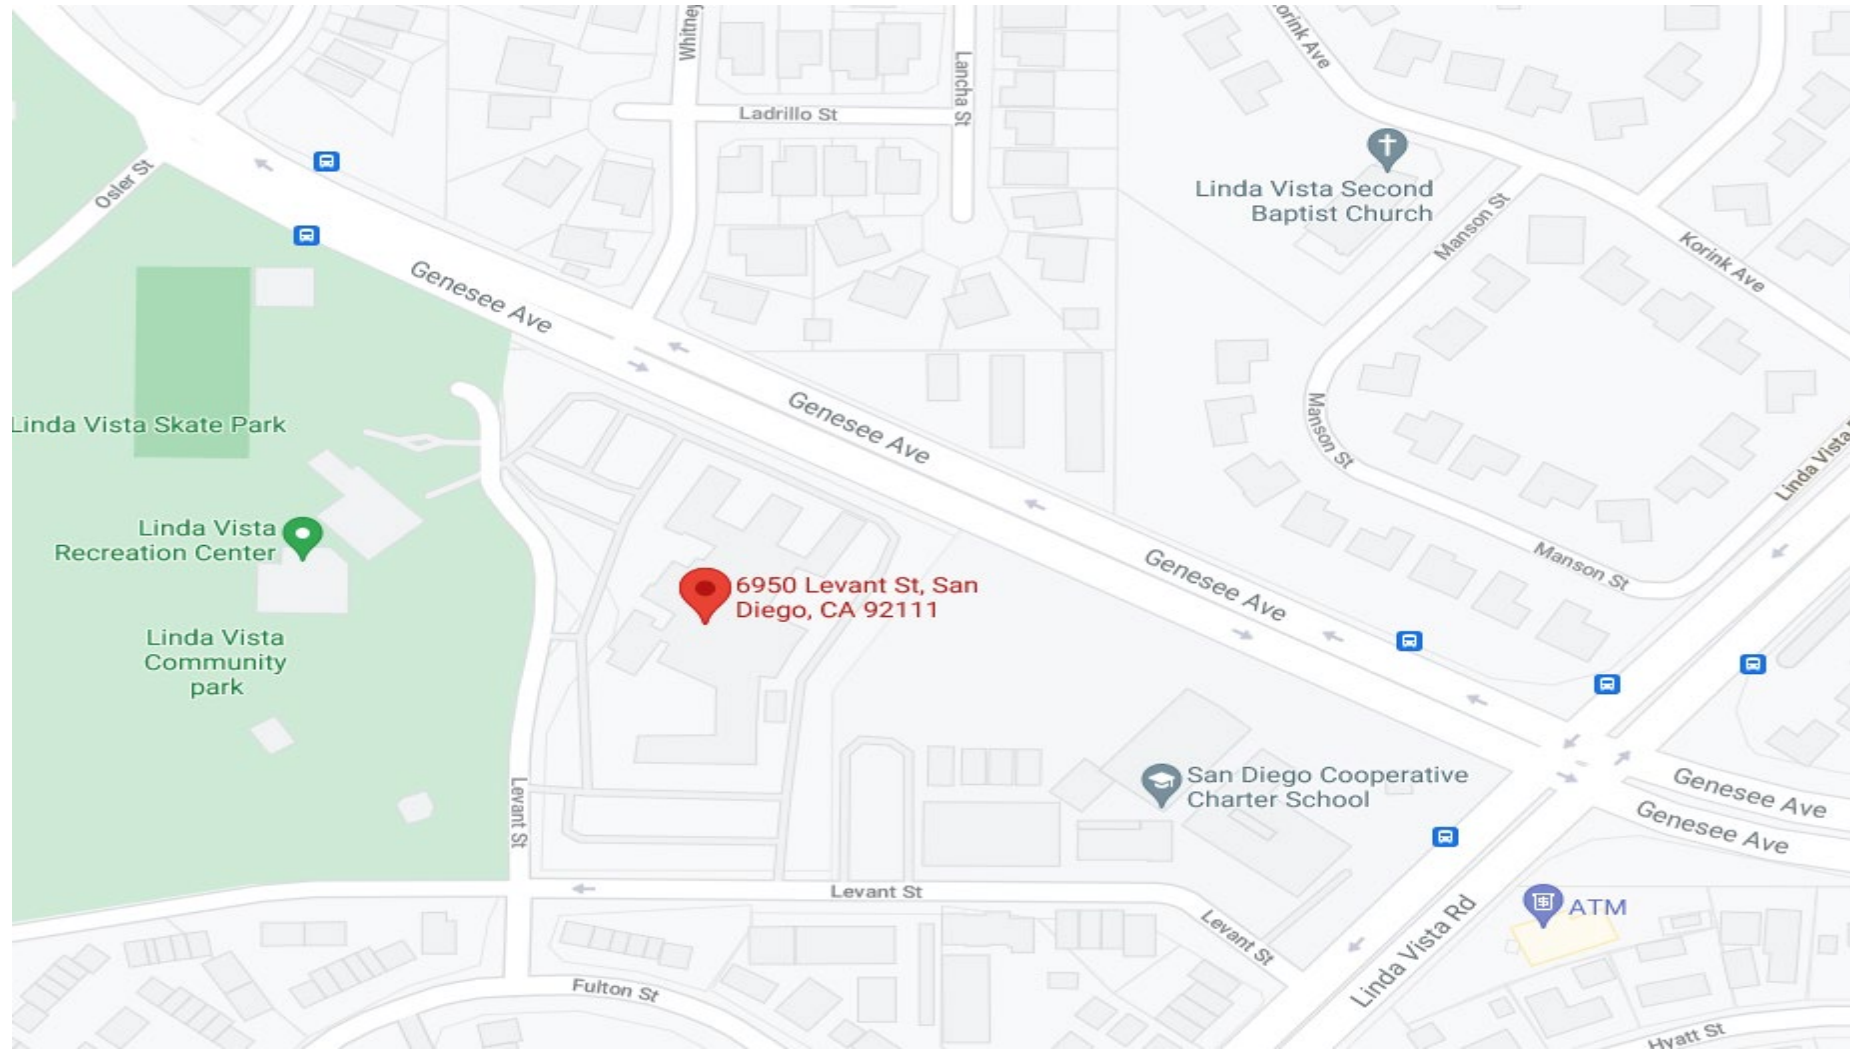 Whitney
Lancha St
Korink Ave
Ladrillo St
Osler St
Linda Vista Second
Baptist Church
Manson St
Korink Ave
Genesee Ave
Genesee Ave
Manson St
Linda Vista
Linda Vista Skate Park
Linda Vista
Recreation Center
Manson St
Genesee Ave
6950 Levant St, San
Diego, CA 92111
Linda Vista
Community
park
San Diego Cooperative
Charter School
Genesee Ave
Genesee Ave
Levant St
Levant St
Levant St
Linda Vista Rd
ATM
Fulton St
Hyatt St